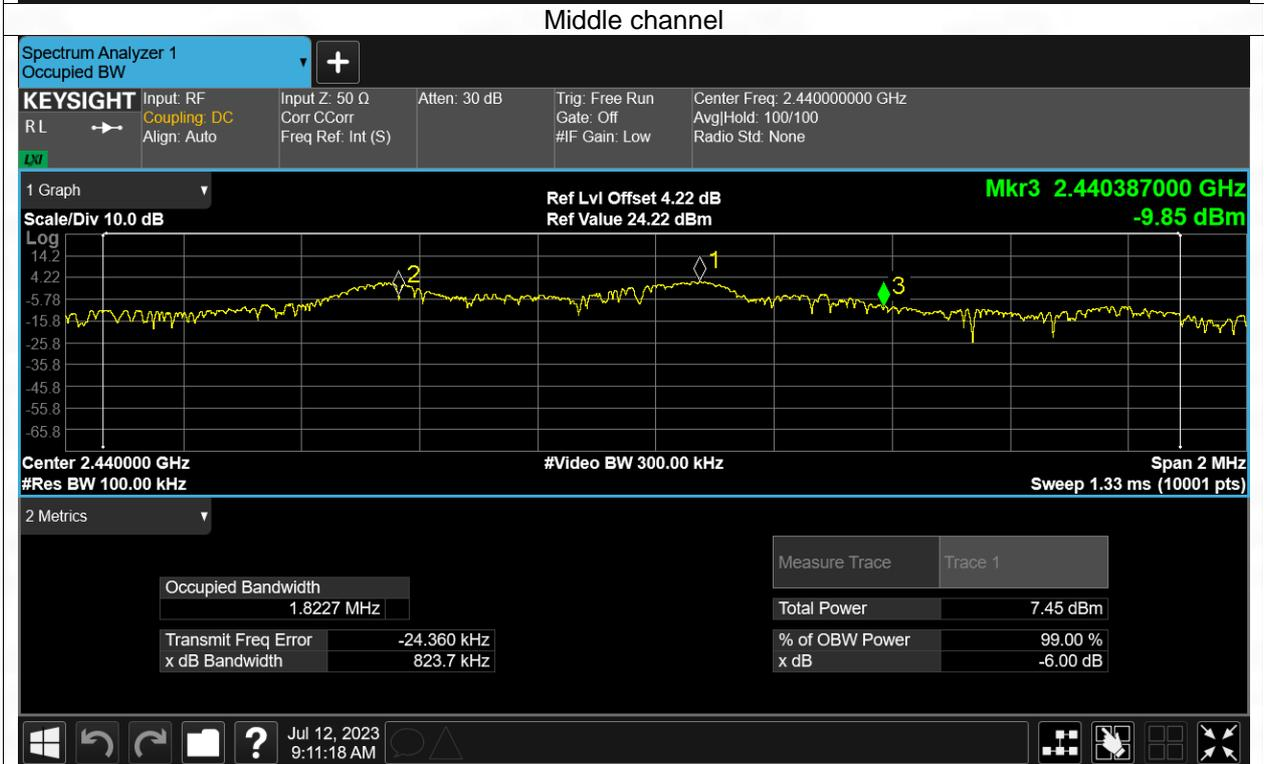 Middle channel
Spectrum Analyzer 1
Occupied BW
KEYSIGHT
R L
LXI
Input: RF
Coupling: DC
Align: Auto
Input Z: 50 Ω
Corr CCorr
Freq Ref: Int (S)
Atten: 30 dB
Trig: Free Run
Gate: Off
#IF Gain: Low
Center Freq: 2.440000000 GHz
Avg|Hold: 100/100
Radio Std: None
1 Graph
Scale/Div 10.0 dB
Ref Lvl Offset 4.22 dB
Ref Value 24.22 dBm
Mkr3 2.440387000 GHz
-9.85 dBm
Log
14.2
4.22
-5.78
-15.8
-25.8
-35.8
-45.8
-55.8
-65.8
2
1
3
Center 2.440000 GHz
#Video BW 300.00 kHz
Span 2 MHz
#Res BW 100.00 kHz
Sweep 1.33 ms (10001 pts)
2 Metrics
Measure Trace Trace 1
Occupied Bandwidth
1.8227 MHz
Total Power 7.45 dBm
Transmit Freq Error -24.360 kHz
% of OBW Power 99.00 %
x dB Bandwidth 823.7 kHz
x dB -6.00 dB
?
Jul 12, 2023
9:11:18 AM